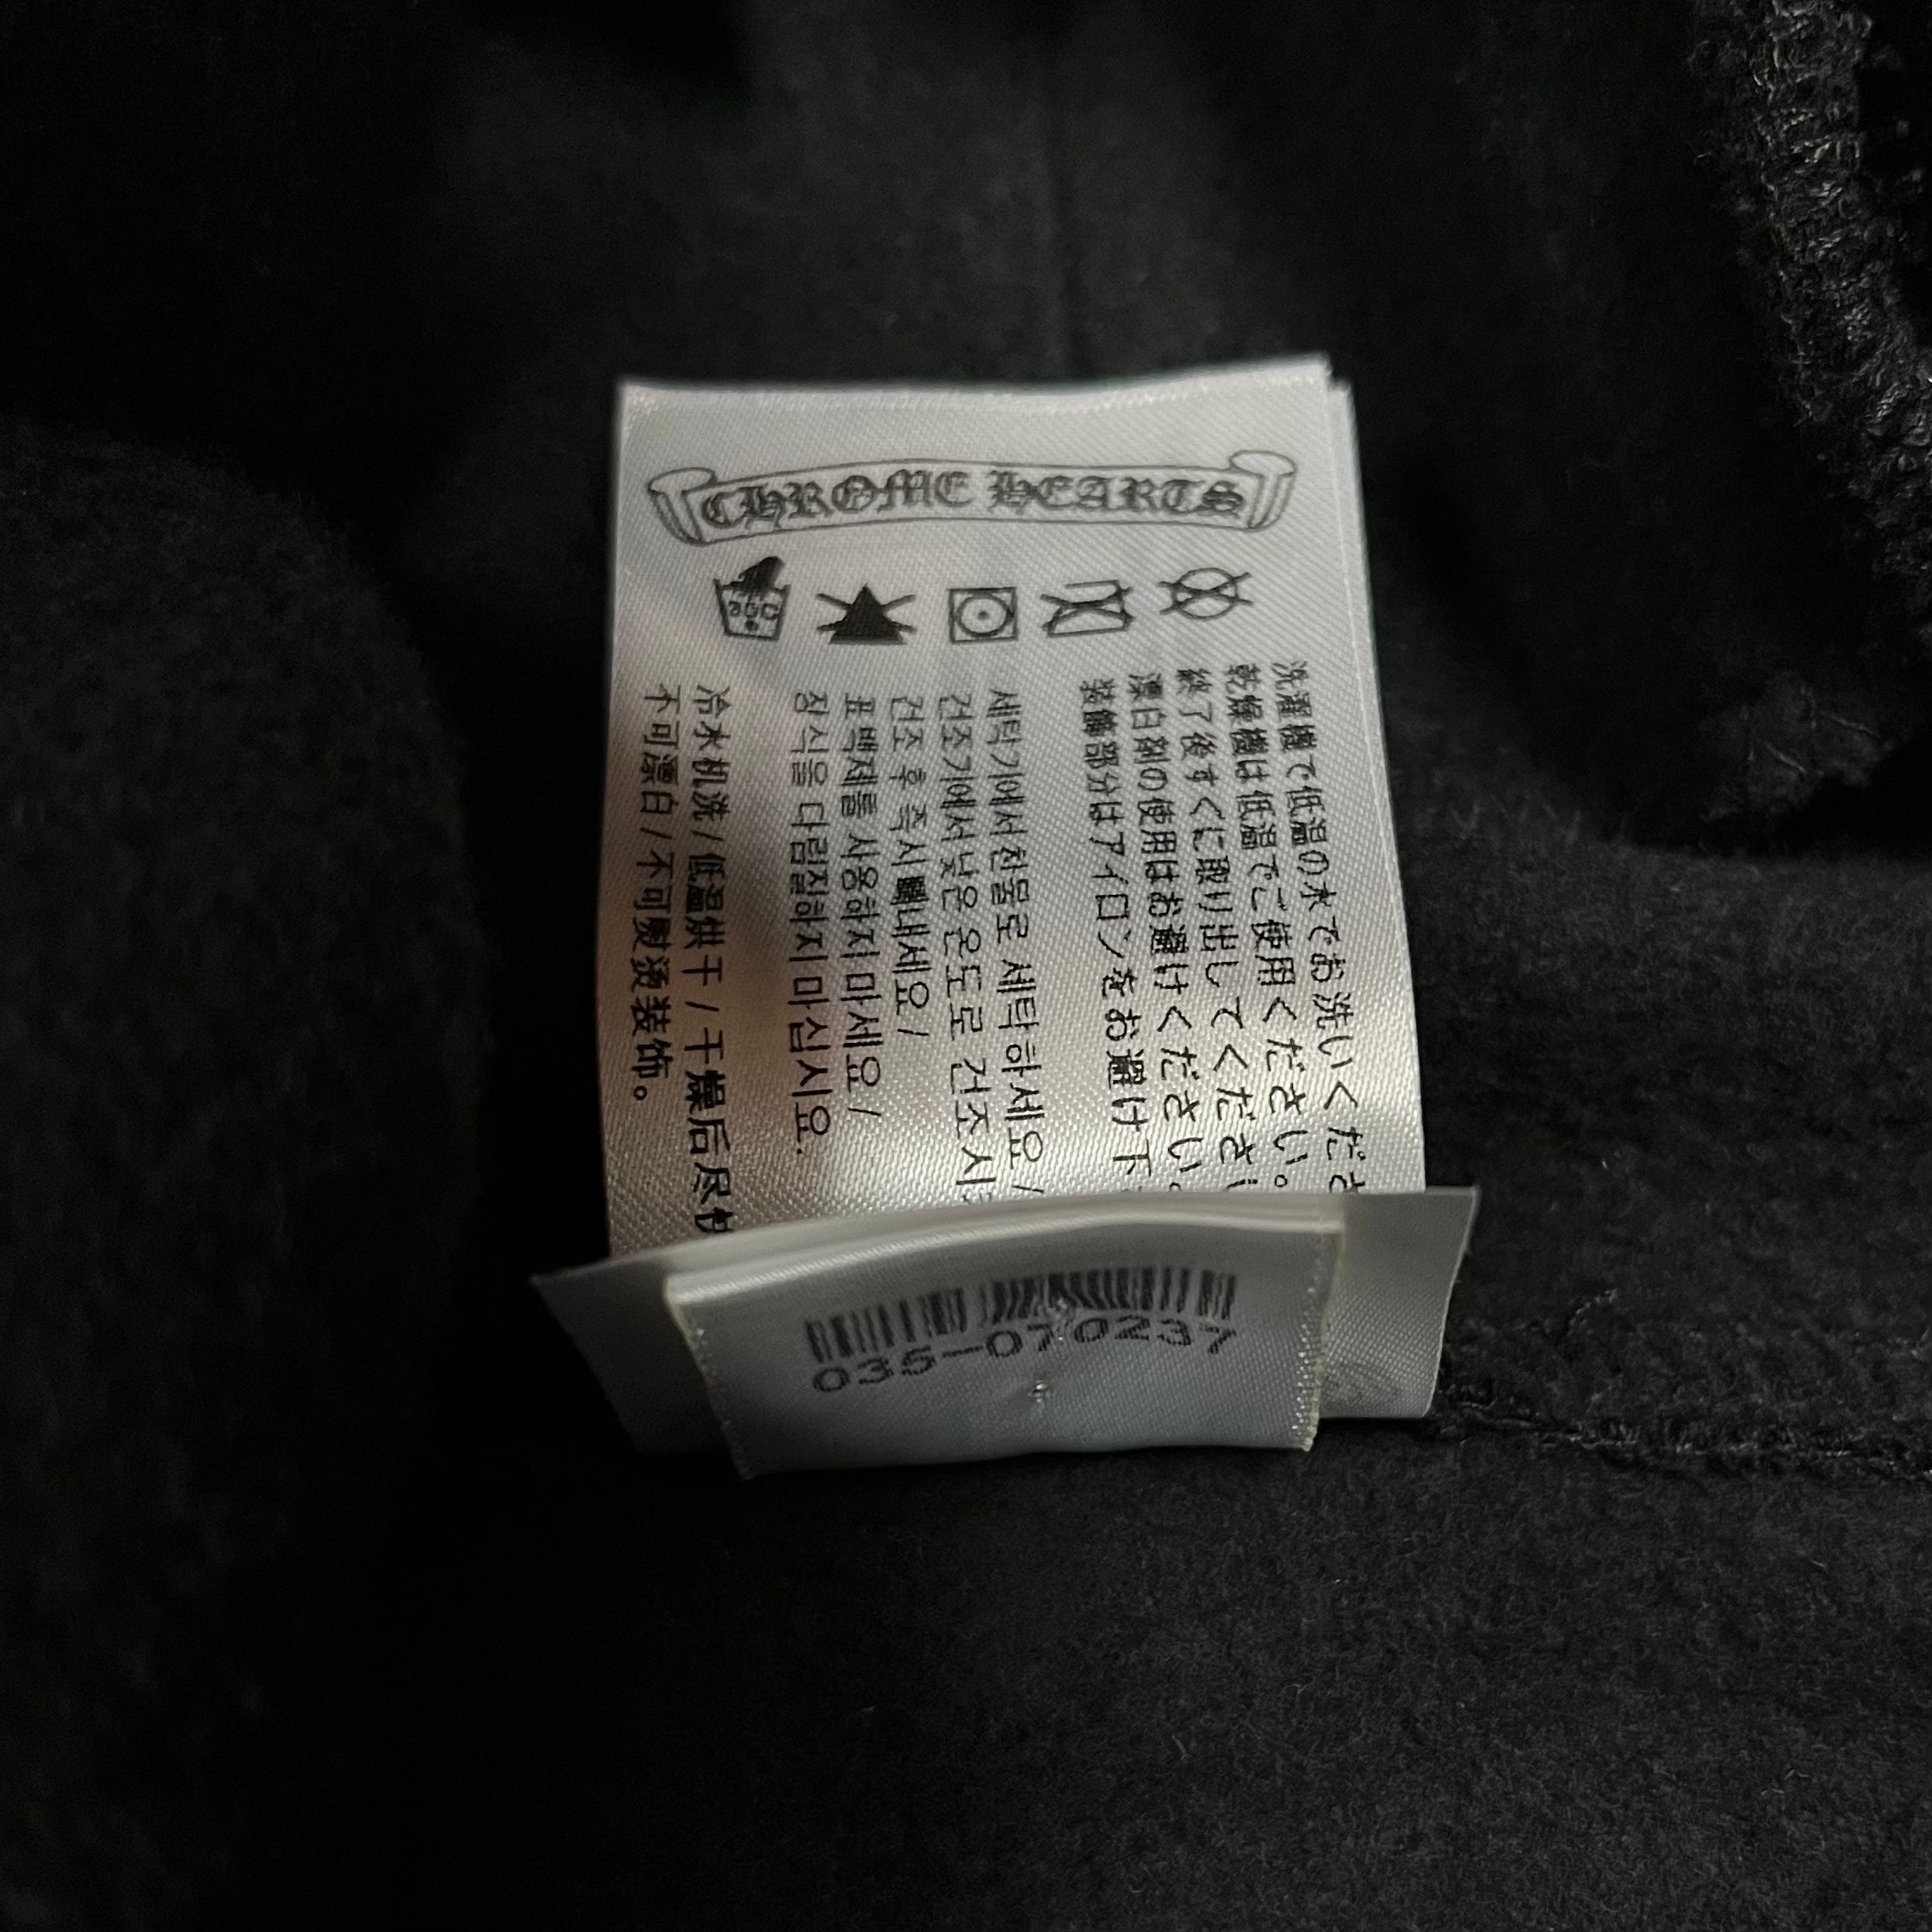 CHROME HEARTS
30C
洗濯機で低温の水でお洗いくださ
乾燥機は低温でご使用ください。
終了後すぐに取り出してください
漂白剤の使用はお避けください。
装飾部分はアイロンをお避け下
세탁기에서 찬물로 세탁하세요 /
건조기에서 낮은 온도로 건조시
건조 후 즉시 빼내세요 /
표백제를 사용하지 마세요 /
장식을 다림질하지 마십시요.
冷水机洗 / 低温烘干 / 干燥后尽快
不可漂白 / 不可熨烫装饰。
035-070237